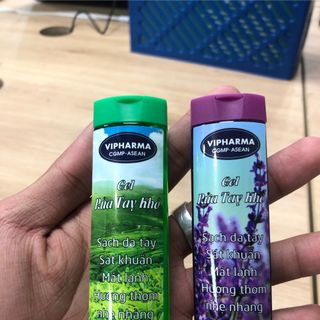 VIPHARMA
CGMP-ASEAN
Gel
Rửa Tay Khô
Sạch da tay
Sát khuẩn
Mát lạnh
Hương thơm
nhẹ nhàng
VIPHARMA
CGMP-ASEAN
Gel
Rửa Tay Khô
Sạch da tay
Sát khuẩn
Mát lạnh
Hương thơm
nhẹ nhàng